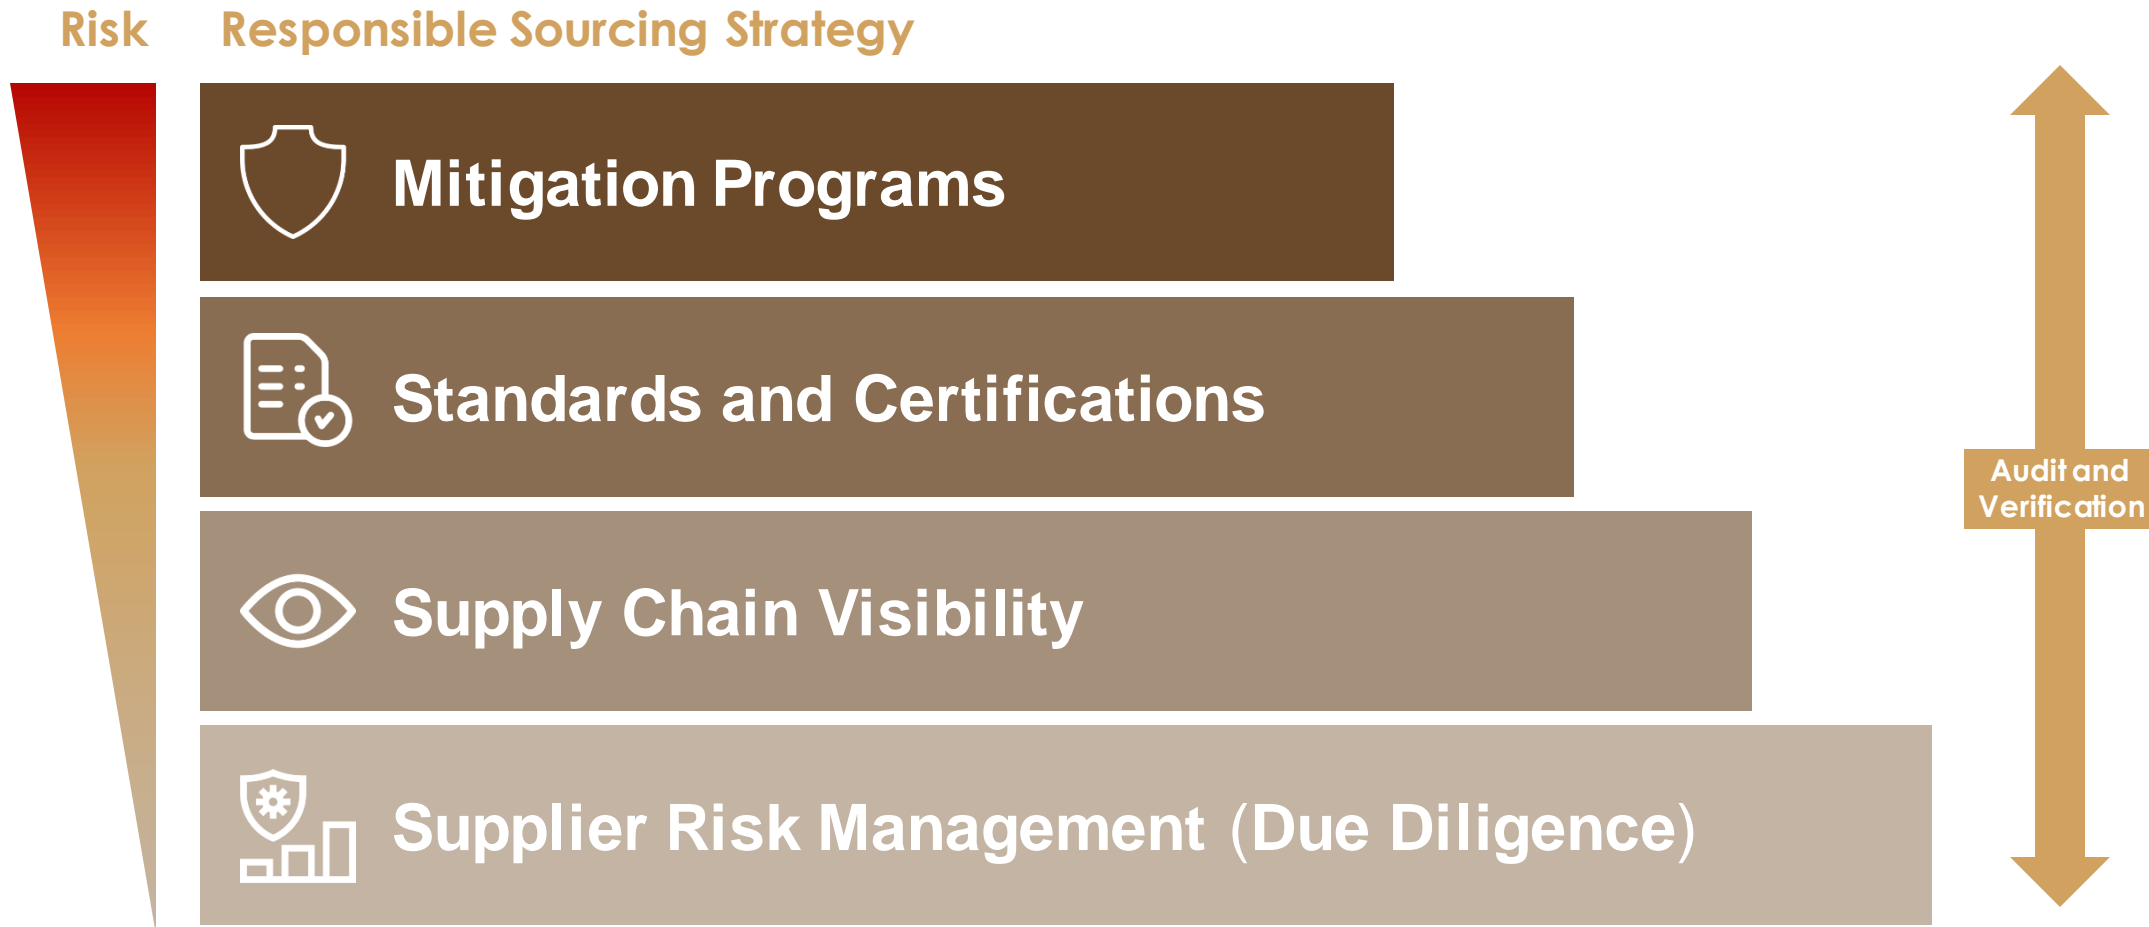 Risk
Responsible Sourcing Strategy
Mitigation Programs
Standards and Certifications
Supply Chain Visibility
Supplier Risk Management (Due Diligence)
Audit and
Verification